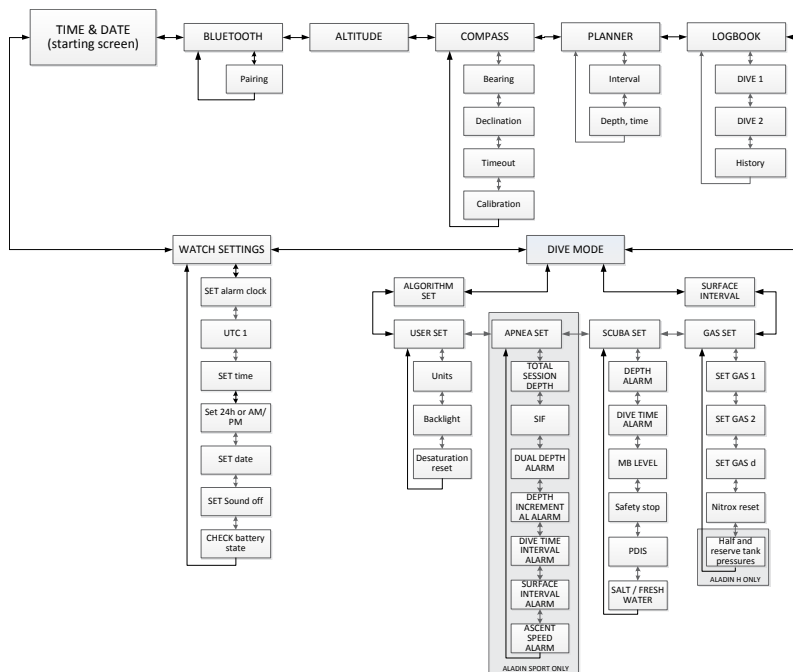 TIME & DATE
(starting screen)
BLUETOOTH
ALTITUDE
COMPASS
PLANNER
LOGBOOK
Pairing
Bearing
Declination
Timeout
Calibration
Interval
Depth, time
DIVE 1
DIVE 2
History
WATCH SETTINGS
DIVE MODE
SET alarm clock
UTC 1
SET time
Set 24h or AM/
PM
SET date
SET Sound off
CHECK battery
state
ALGORITHM
SET
SURFACE
INTERVAL
USER SET
APNEA SET
SCUBA SET
GAS SET
Units
Backlight
Desaturation
reset
TOTAL
SESSION
DEPTH
SIF
DUAL DEPTH
ALARM
DEPTH
INCREMENT
AL ALARM
DIVE TIME
INTERVAL
ALARM
SURFACE
INTERVAL
ALARM
ASCENT
SPEED
ALARM
ALADIN SPORT ONLY
DEPTH
ALARM
DIVE TIME
ALARM
MB LEVEL
Safety stop
PDIS
SALT / FRESH
WATER
SET GAS 1
SET GAS 2
SET GAS d
Nitrox reset
Half and
reserve tank
pressures
ALADIN H ONLY